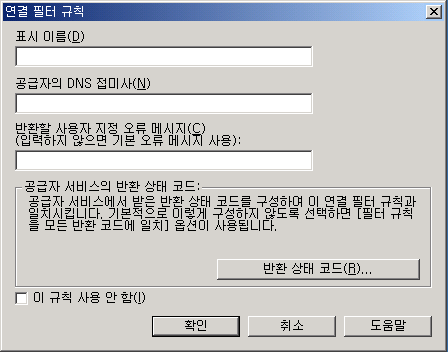 연결 필터 규칙
표시 이름(D)
공급자의 DNS 접미사(N)
반환할 사용자 지정 오류 메시지(C)
(입력하지 않으면 기본 오류 메시지 사용):
공급자 서비스의 반환 상태 코드:
공급자 서비스에서 받은 반환 상태 코드를 구성하여 이 연결 필터 규칙과
일치시킵니다. 기본적으로 이렇게 구성하지 않도록 선택하면 [필터 규칙
을 모든 반환 코드에 일치] 옵션이 사용됩니다.
반환 상태 코드(R)...
이 규칙 사용 안 함(I)
확인
취소
도움말